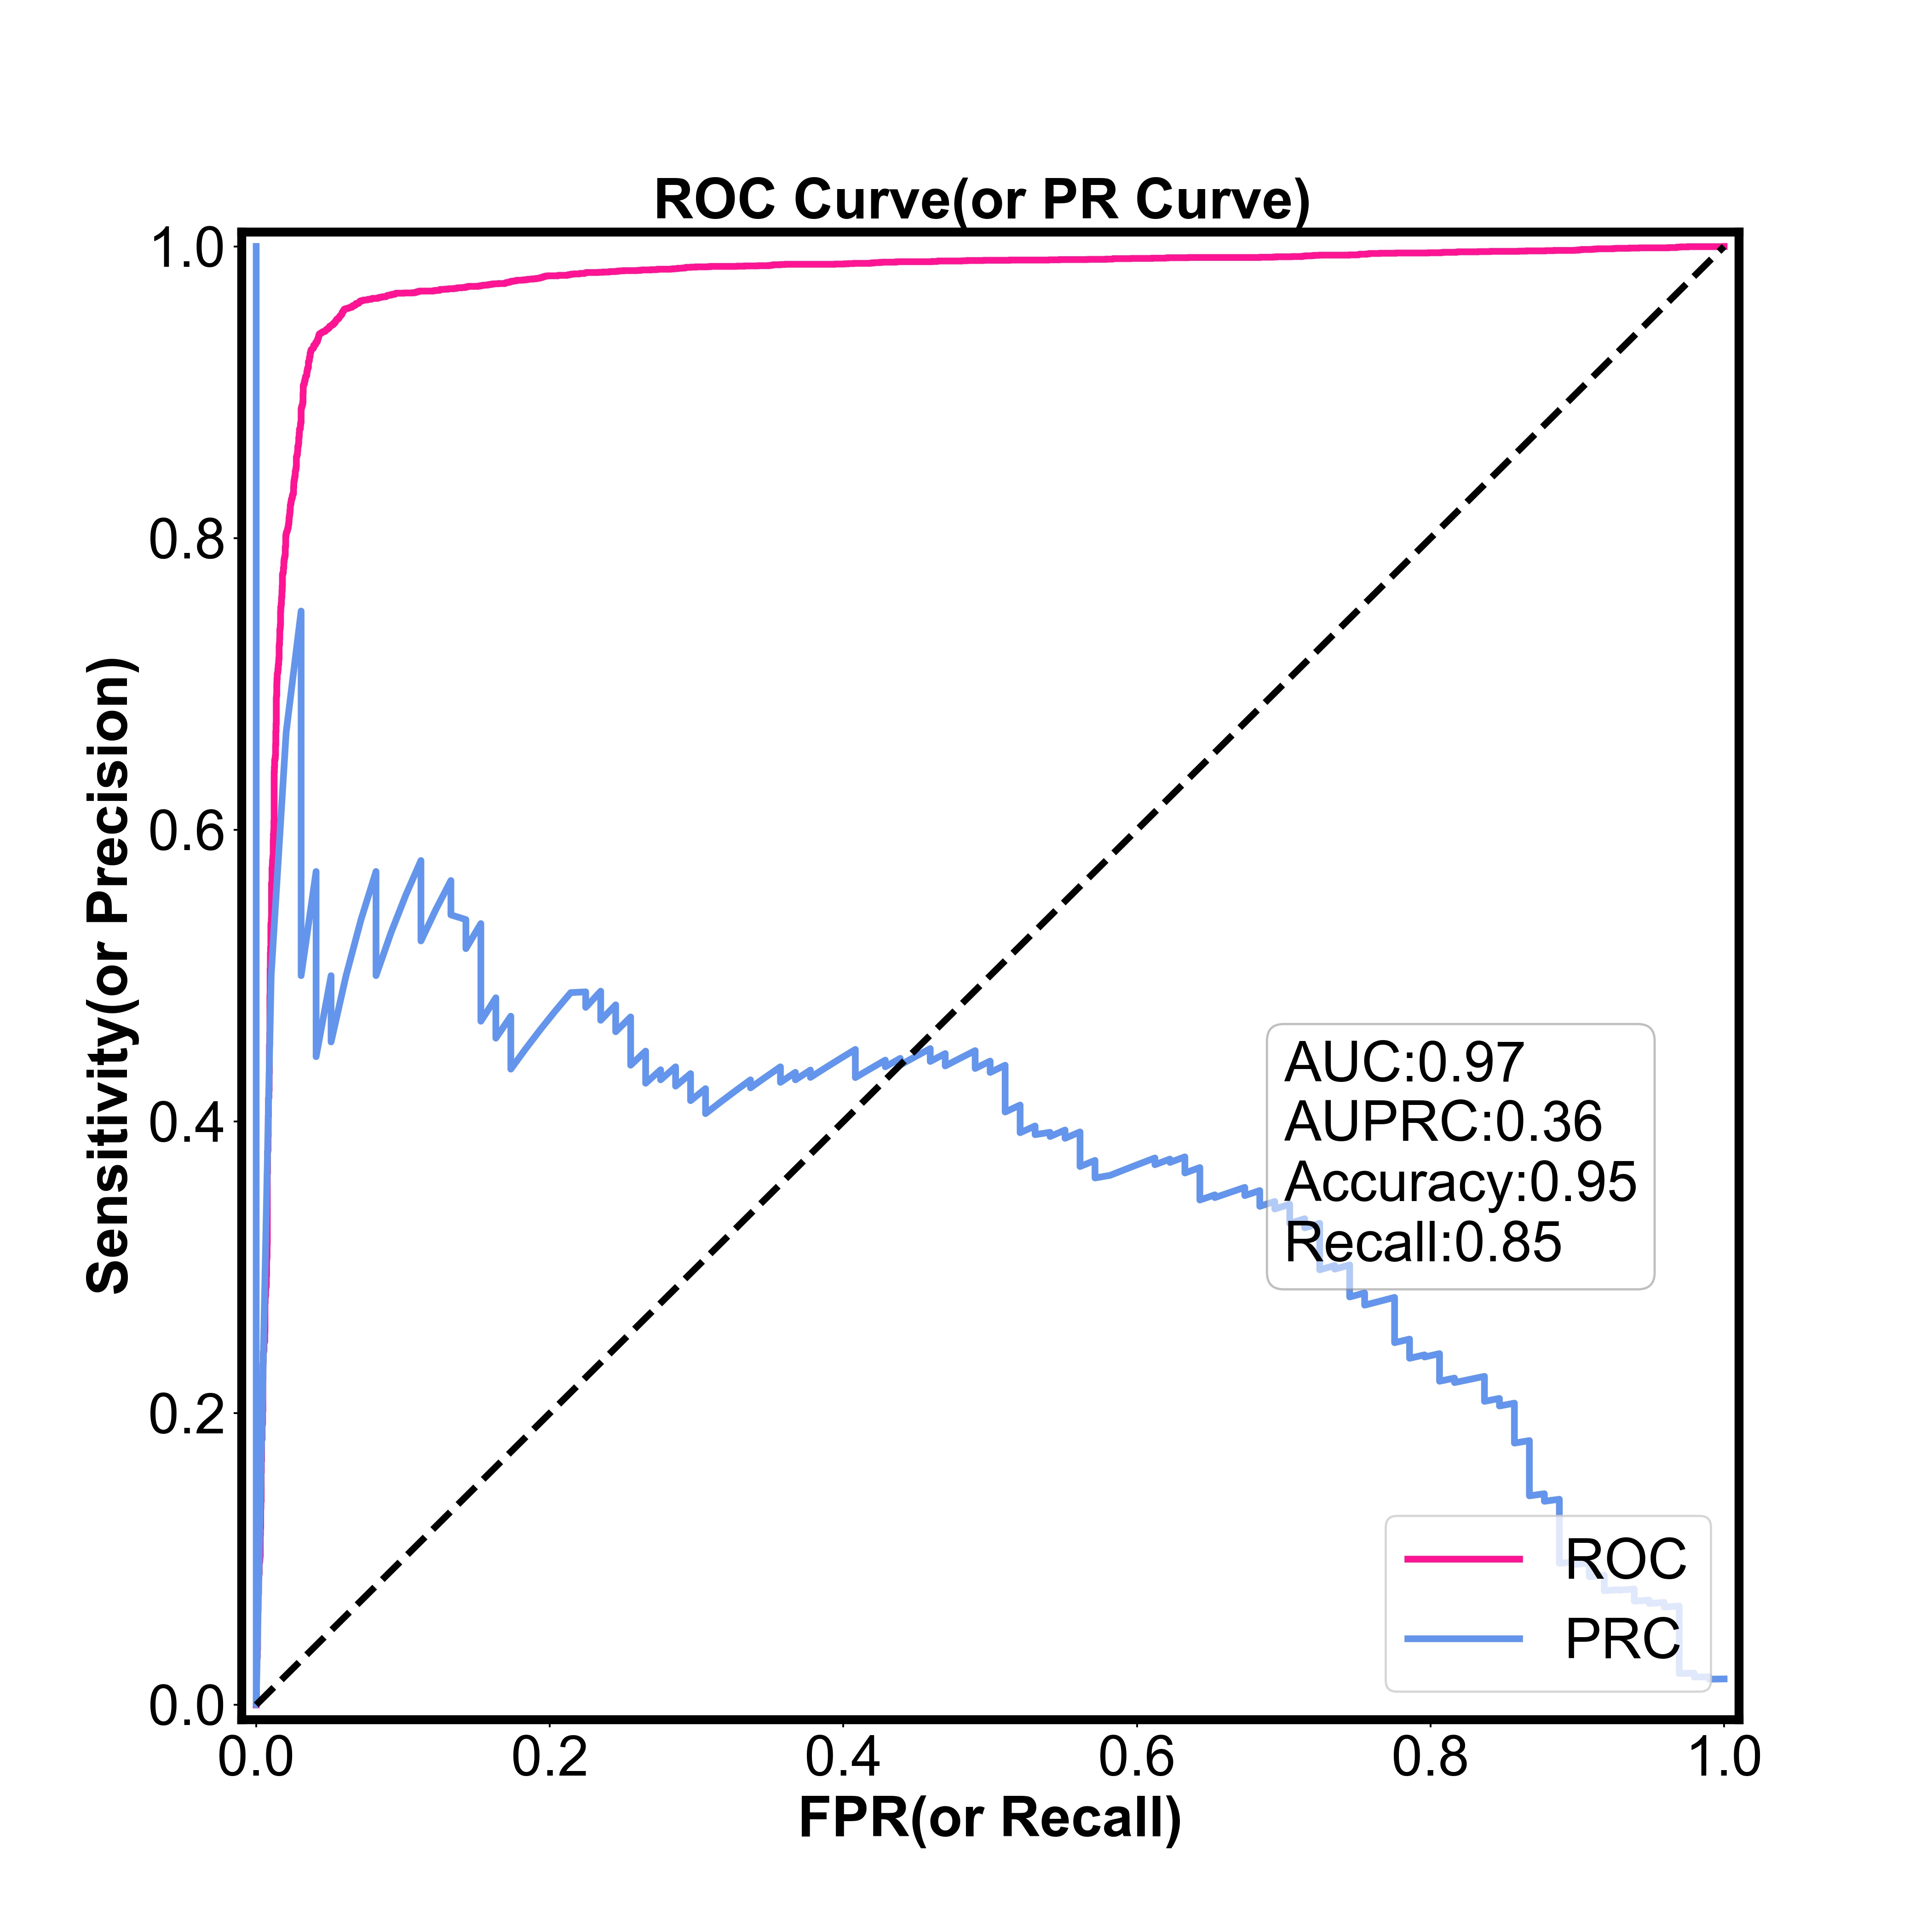 ROC Curve(or PR Curve)
1.0
0.8
0.6
0.4
0.2
0.0
Sensitivity(or Precision)
AUC:0.97
AUPRC:0.36
Accuracy:0.95
Recall:0.85
ROC
PRC
0.0 0.2 0.4 0.6 0.8 1.0
FPR(or Recall)